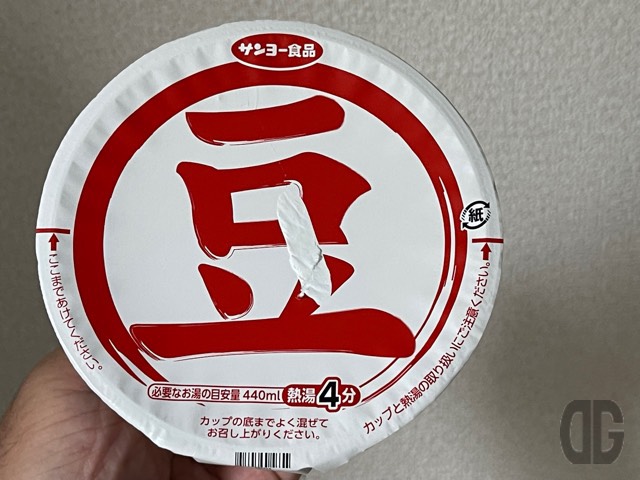 サンヨー食品
豆
紙
ここまであけてください。
カップと熱湯の取り扱いにご注意ください。
必要なお湯の目安量 440ml 熱湯4分
カップの底までよく混ぜて
お召し上がりください。
DG